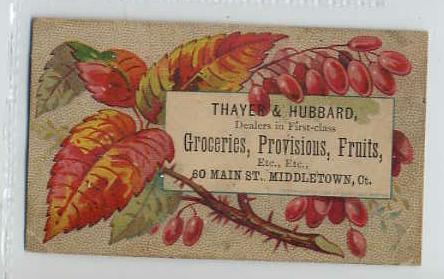 THAYER & HUBBARD,
Dealers in First-class
Groceries, Provisions, Fruits,
Etc., Etc.,
60 MAIN ST., MIDDLETOWN, Ct.